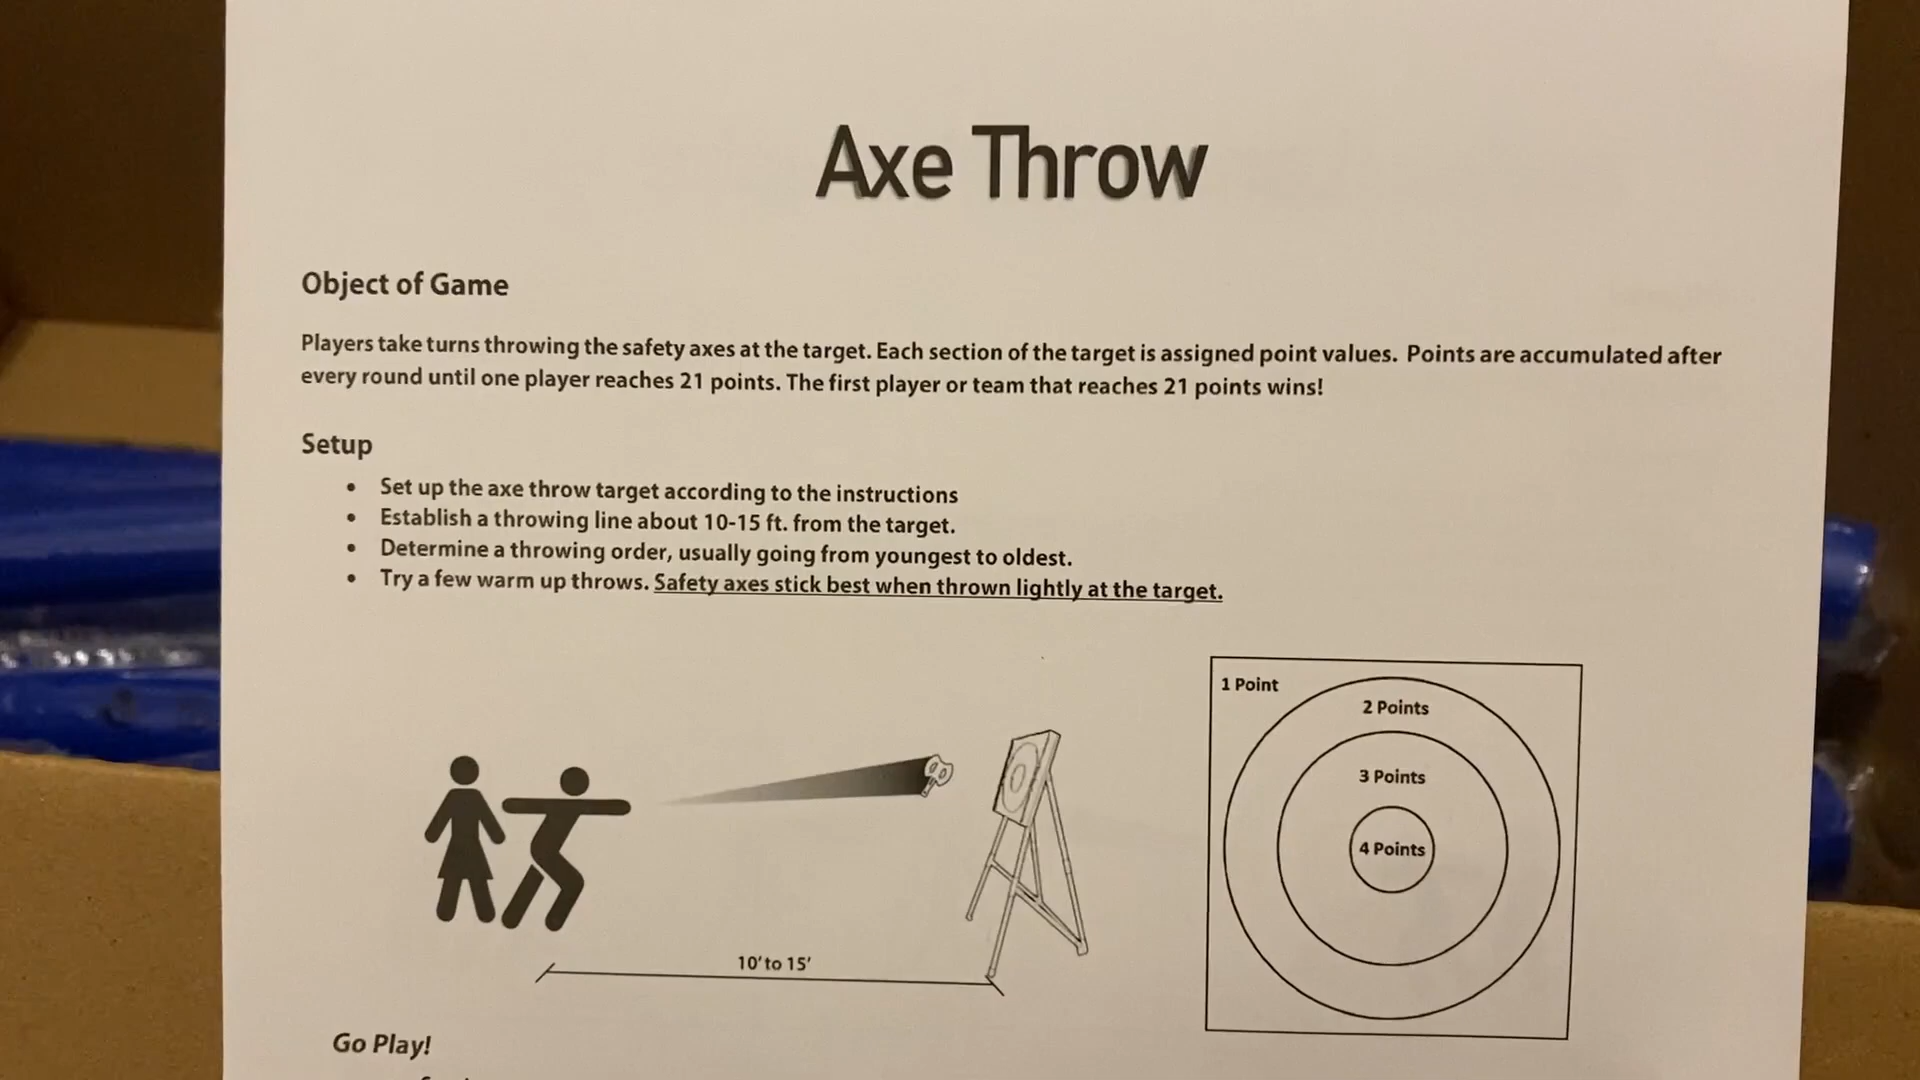 Axe Throw
Object of Game
Players take turns throwing the safety axes at the target. Each section of the target is assigned point values. Points are accumulated after
every round until one player reaches 21 points. The first player or team that reaches 21 points wins!
Setup
• Set up the axe throw target according to the instructions
• Establish a throwing line about 10-15 ft. from the target.
• Determine a throwing order, usually going from youngest to oldest.
• Try a few warm up throws. Safety axes stick best when thrown lightly at the target.
1 Point
2 Points
3 Points
4 Points
10' to 15'
Go Play!